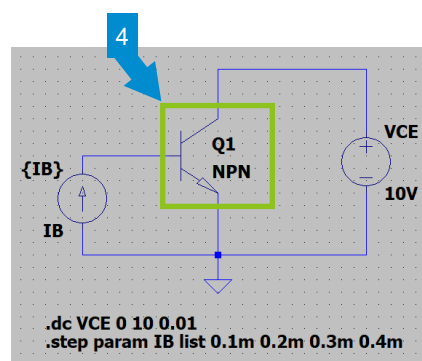 4
Q1
NPN
VCE
10V
{IB}
IB
.dc VCE 0 10 0.01
.step param IB list 0.1m 0.2m 0.3m 0.4m